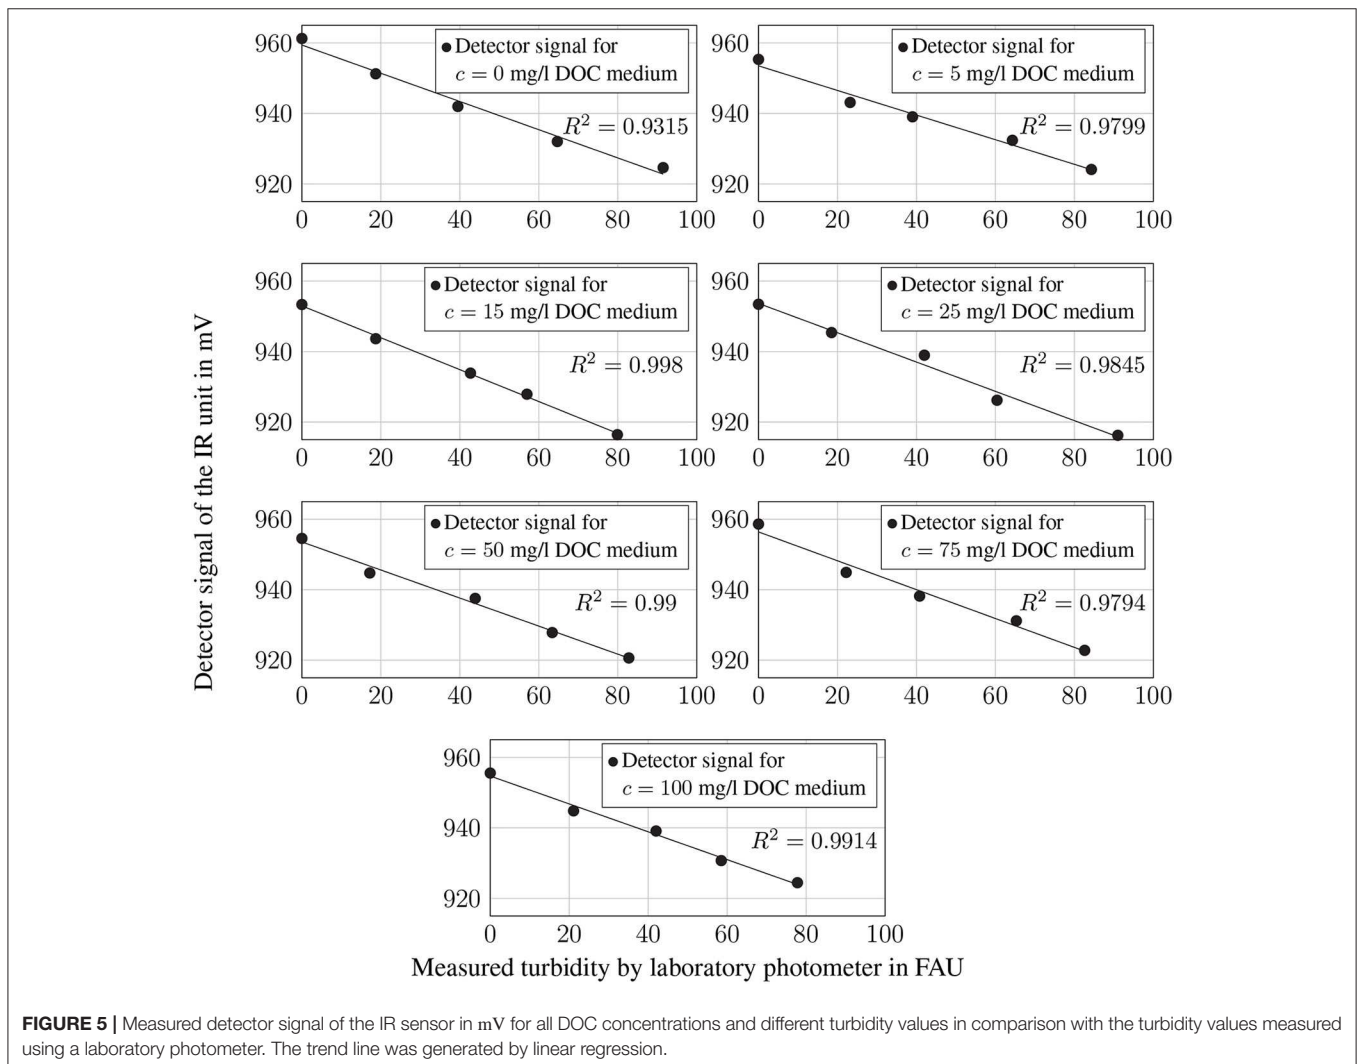 960
940
920
0 20 40 60 80 100
Detector signal for
c = 0 mg/l DOC medium
R² = 0.9315
960
940
920
0 20 40 60 80 100
Detector signal for
c = 5 mg/l DOC medium
R² = 0.9799
960
940
920
0 20 40 60 80 100
Detector signal for
c = 15 mg/l DOC medium
R² = 0.998
960
940
920
0 20 40 60 80 100
Detector signal for
c = 25 mg/l DOC medium
R² = 0.9845
960
940
920
0 20 40 60 80 100
Detector signal for
c = 50 mg/l DOC medium
R² = 0.99
960
940
920
0 20 40 60 80 100
Detector signal for
c = 75 mg/l DOC medium
R² = 0.9794
960
940
920
0 20 40 60 80 100
Detector signal for
c = 100 mg/l DOC medium
R² = 0.9914
Detector signal of the IR unit in mV
Measured turbidity by laboratory photometer in FAU
FIGURE 5 | Measured detector signal of the IR sensor in mV for all DOC concentrations and different turbidity values in comparison with the turbidity values measured
using a laboratory photometer. The trend line was generated by linear regression.